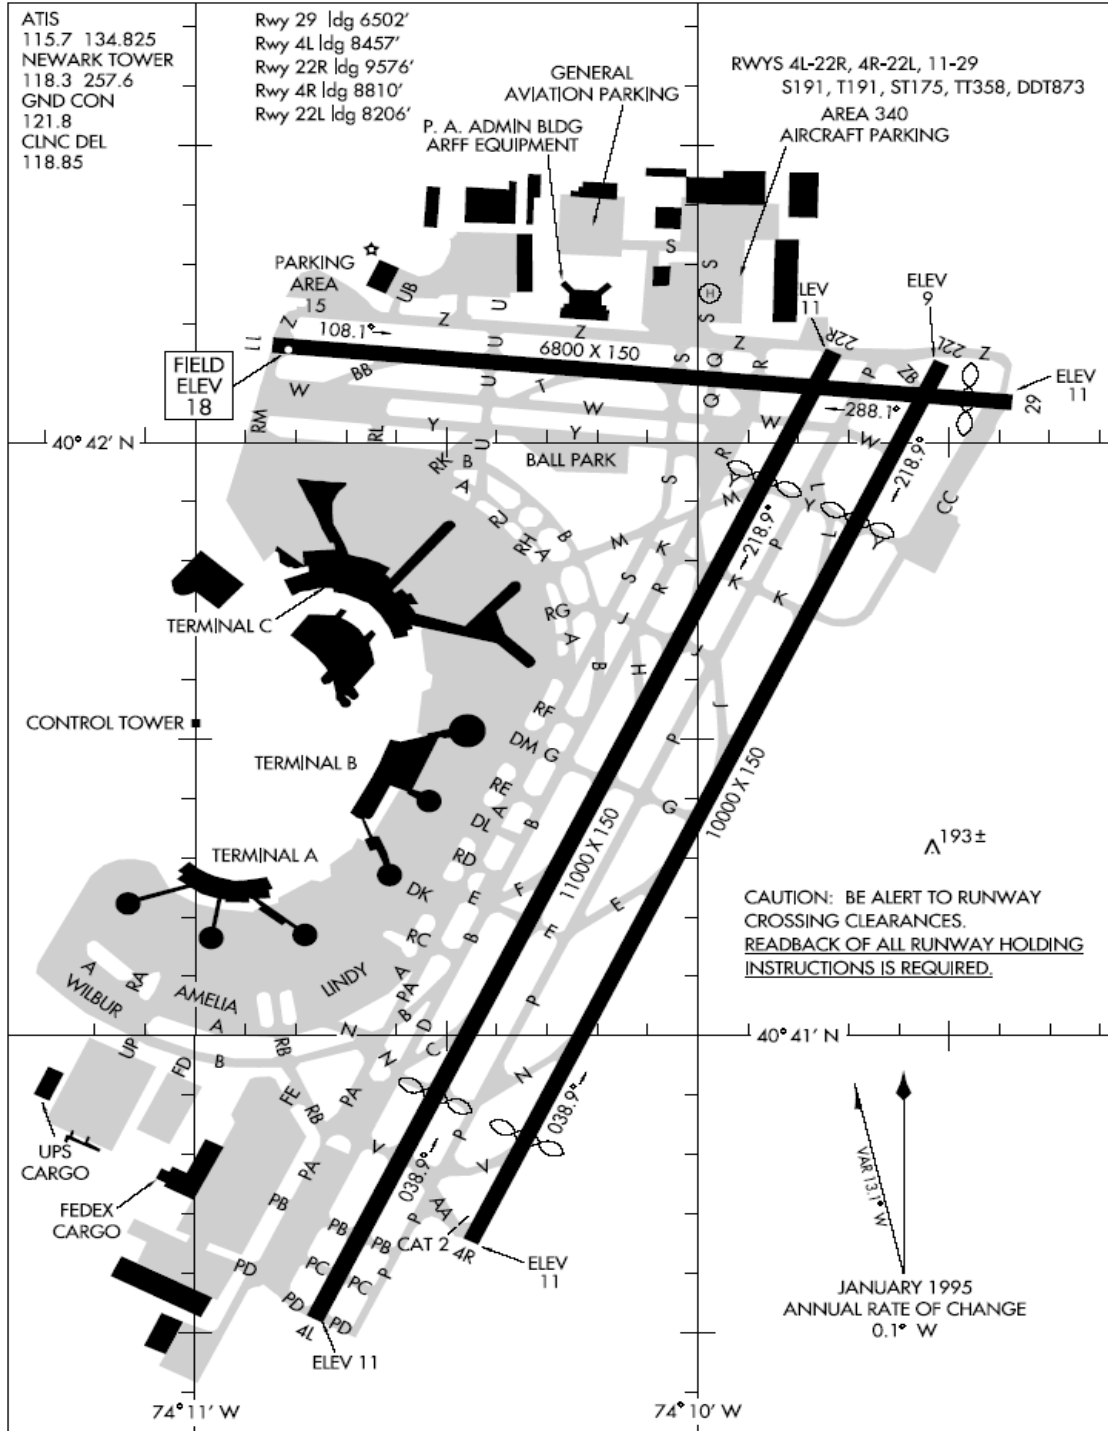 ATIS
115.7 134.825
NEWARK TOWER
118.3 257.6
GND CON
121.8
CLNC DEL
118.85
Rwy 29 ldg 6502'
Rwy 4L ldg 8457'
Rwy 22R ldg 9576'
Rwy 4R ldg 8810'
Rwy 22L ldg 8206'
GENERAL
AVIATION PARKING
P. A. ADMIN BLDG
ARFF EQUIPMENT
RWYS 4L-22R, 4R-22L, 11-29
S191, T191, ST175, TT358, DDT873
AREA 340
AIRCRAFT PARKING
PARKING
AREA
15
UB
U
S
S
H
S
ELEV
11
ELEV
9
Z
108.1°
Z
Z
Z
22R
22L
Z
11
FIELD
ELEV
18
BB
U
U
T
6800 X 150
S
Q
Q
R
P
ZB
288.1°
ELEV
11
29
W
W
W
W
RM
RL
Y
Y
U
40° 42' N
RK
B
A
BALL PARK
S
R
Y
M
L
Y
L
Y
218.9°
CC
RJ
RH
A
B
M
K
218.9°
P
K
K
TERMINAL C
S
R
RG
A
B
J
H
J
J
CONTROL TOWER
RF
DM
G
P
TERMINAL B
RE
A
DL
B
G
10000 X 150
TERMINAL A
RD
DK
E
F
11000 X 150
E
E
193±
CAUTION: BE ALERT TO RUNWAY
CROSSING CLEARANCES.
READBACK OF ALL RUNWAY HOLDING
INSTRUCTIONS IS REQUIRED.
RC
B
LINDY
A
PA
B
D
P
A
RA
WILBUR
AMELIA
A
B
N
N
C
N
40° 41' N
UP
FD
RB
FE
RB
PA
V
P
V
038.9°
038.9°
UPS
CARGO
FEDEX
CARGO
PA
PB
PB
PB
P
AA
CAT 2
4R
ELEV
11
PD
PC
PC
P
PD
PD
4L
ELEV 11
VAR 13.1° W
JANUARY 1995
ANNUAL RATE OF CHANGE
0.1° W
74° 11' W
74° 10' W